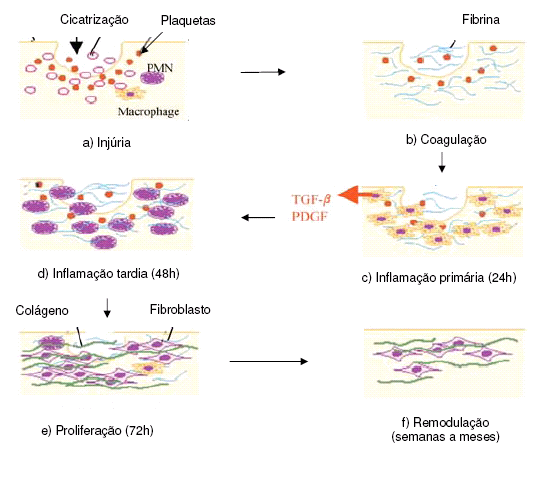 Cicatrização
Plaquetas
PMN
Macrophage
a) Injúria
Fibrina
b) Coagulação
TGF-β
PDGF
c) Inflamação primária (24h)
d) Inflamação tardia (48h)
Colágeno
Fibroblasto
e) Proliferação (72h)
f) Remodulação
(semanas a meses)